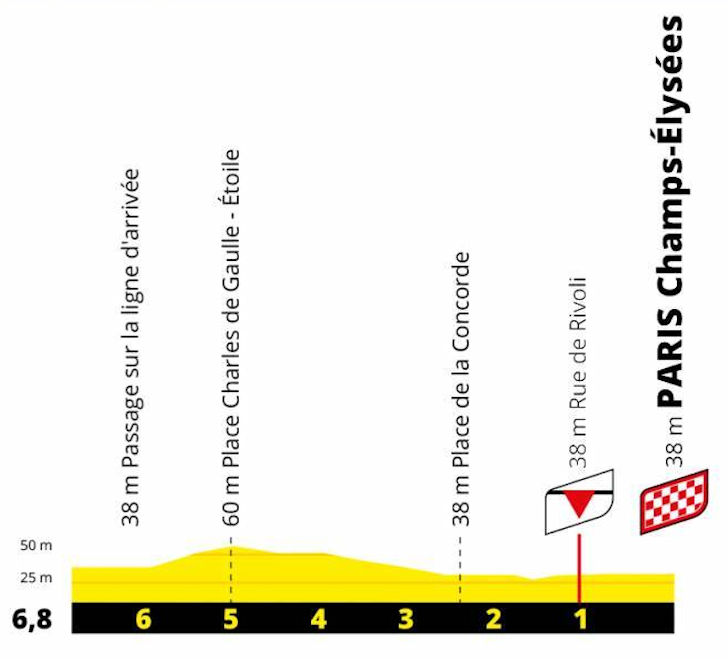 38 m Passage sur la ligne d'arrivée
60 m Place Charles de Gaulle - Étoile
38 m Place de la Concorde
38 m Rue de Rivoli
38 m PARIS Champs-Élysées
50 m
25 m
6,8 6 5 4 3 2 1